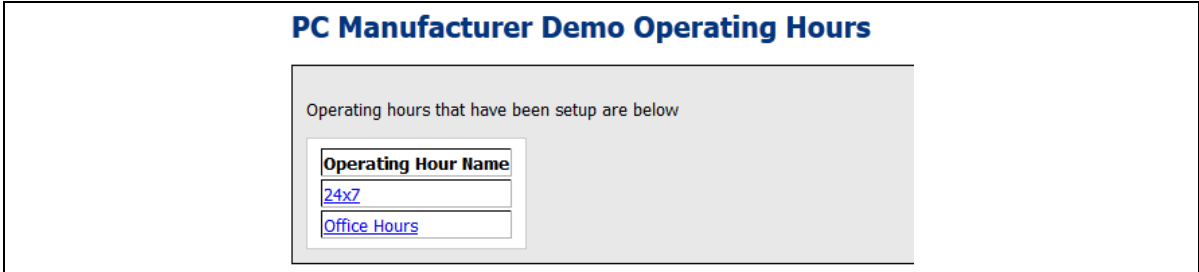 PC Manufacturer Demo Operating Hours
Operating hours that have been setup are below
Operating Hour Name
24x7
Office Hours